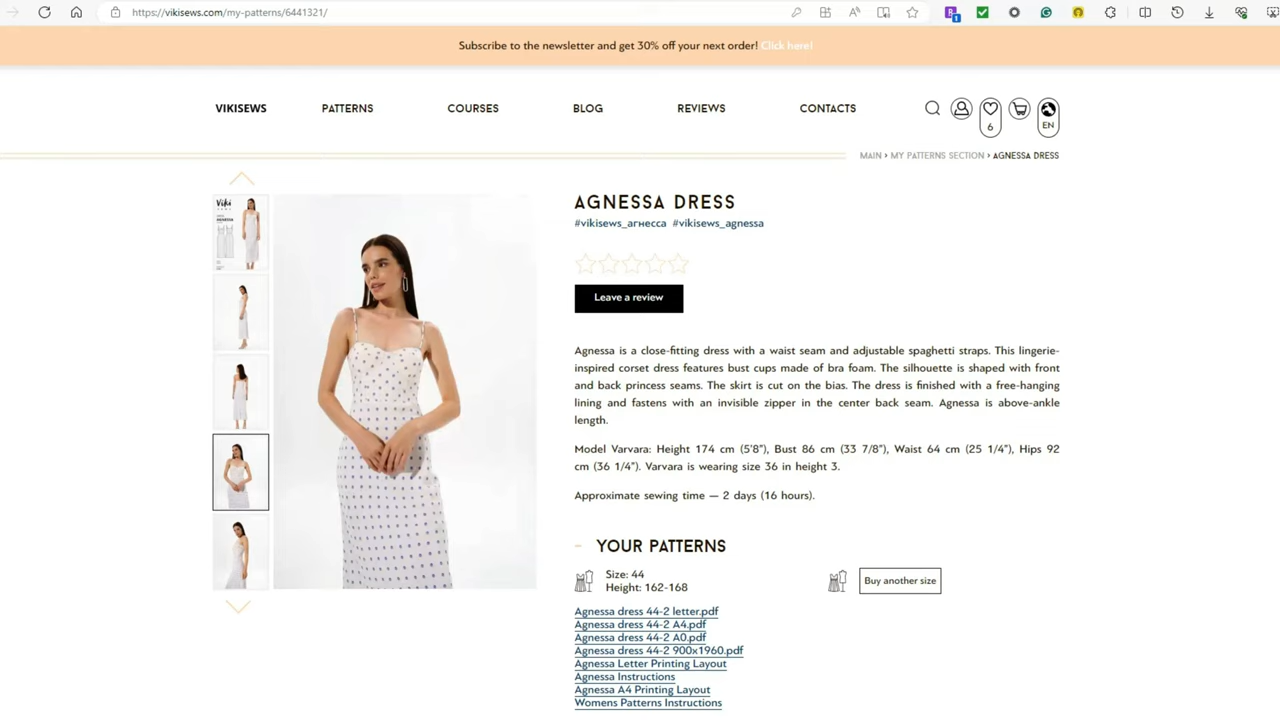 https://vikisews.com/my-patterns/6441321/
Subscribe to the newsletter and get 30% off your next order! Click here!
VIKISEWS PATTERNS COURSES BLOG REVIEWS CONTACTS
6
EN
MAIN › MY PATTERNS SECTION › AGNESSA DRESS
AGNESSA DRESS
#vikisews_агнесса #vikisews_agnessa
Leave a review
Agnessa is a close-fitting dress with a waist seam and adjustable spaghetti straps. This lingerie-
inspired corset dress features bust cups made of bra foam. The silhouette is shaped with front
and back princess seams. The skirt is cut on the bias. The dress is finished with a free-hanging
lining and fastens with an invisible zipper in the center back seam. Agnessa is above-ankle
length.
Model Varvara: Height 174 cm (5'8"), Bust 86 cm (33 7/8"), Waist 64 cm (25 1/4"), Hips 92
cm (36 1/4"). Varvara is wearing size 36 in height 3.
Approximate sewing time — 2 days (16 hours).
YOUR PATTERNS
Size: 44
Height: 162-168
Buy another size
Agnessa dress 44-2 letter.pdf
Agnessa dress 44-2 A4.pdf
Agnessa dress 44-2 A0.pdf
Agnessa dress 44-2 900x1960.pdf
Agnessa Letter Printing Layout
Agnessa Instructions
Agnessa A4 Printing Layout
Womens Patterns Instructions